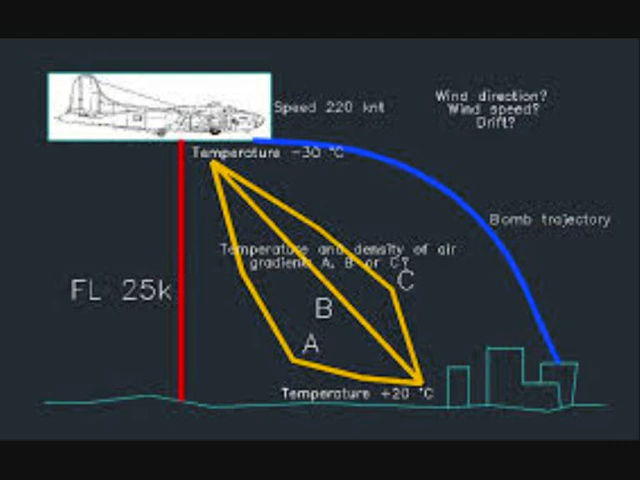 Speed 220 knt
Wind direction?
Wind speed?
Drift?
Temperature -30 °C
Bomb trajectory
Temperature and density of air
gradient A, B or C?
FL 25k
C
B
A
Temperature +20 °C